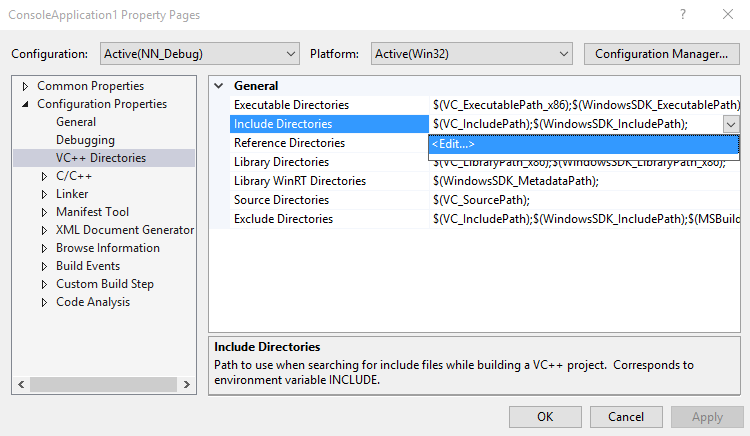 ConsoleApplication1 Property Pages ? ×
Configuration: Active(NN_Debug) Platform: Active(Win32) Configuration Manager...
Common Properties
Configuration Properties
General
Debugging
VC++ Directories
C/C++
Linker
Manifest Tool
XML Document Generator
Browse Information
Build Events
Custom Build Step
Code Analysis
General
Executable Directories $(VC_ExecutablePath_x86);$(WindowsSDK_ExecutablePath)
Include Directories $(VC_IncludePath);$(WindowsSDK_IncludePath);
Reference Directories <Edit...>
Library Directories $(VC_LibraryPath_x86);$(WindowsSDK_LibraryPath_x86);
Library WinRT Directories $(WindowsSDK_MetadataPath);
Source Directories $(VC_SourcePath);
Exclude Directories $(VC_IncludePath);$(WindowsSDK_IncludePath);$(MSBuil
Include Directories
Path to use when searching for include files while building a VC++ project. Corresponds to
environment variable INCLUDE.
OK Cancel Apply